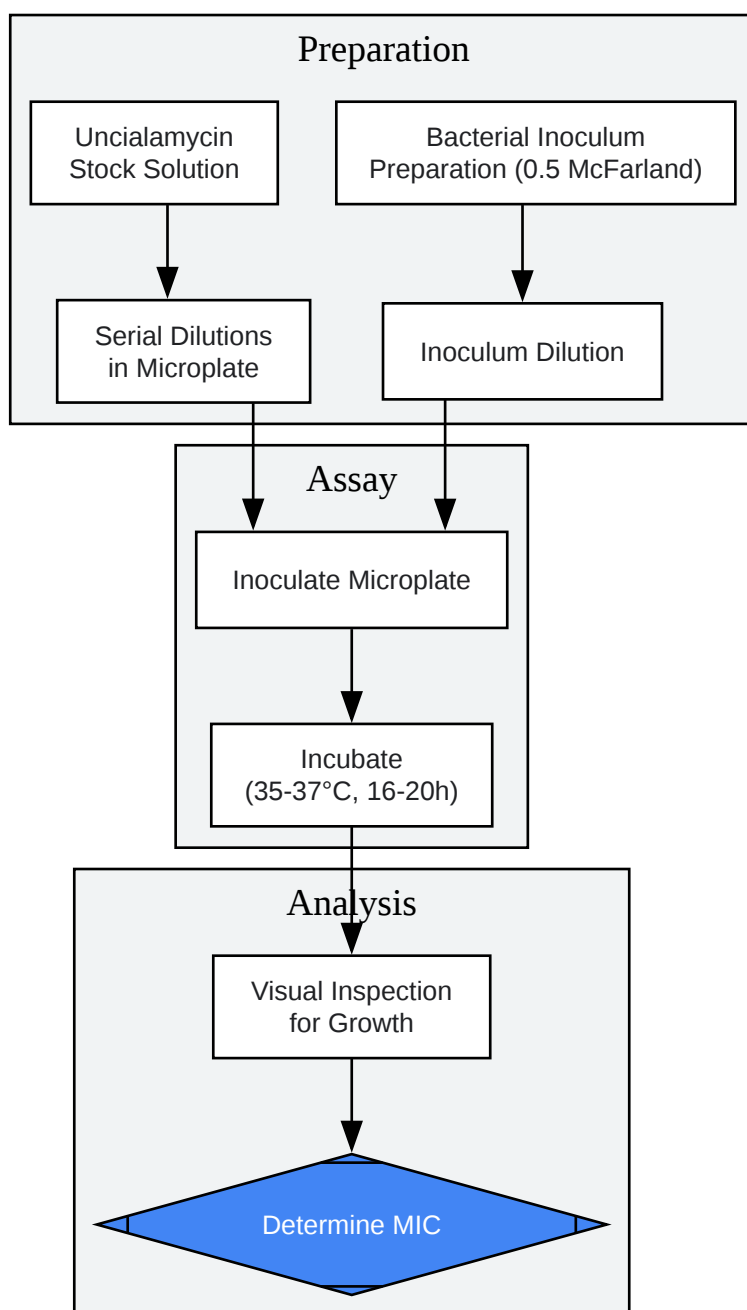 Preparation
Uncialamycin
Stock Solution
Bacterial Inoculum
Preparation (0.5 McFarland)
Serial Dilutions
in Microplate
Inoculum Dilution
Assay
Inoculate Microplate
Incubate
(35-37°C, 16-20h)
Analysis
Visual Inspection
for Growth
Determine MIC